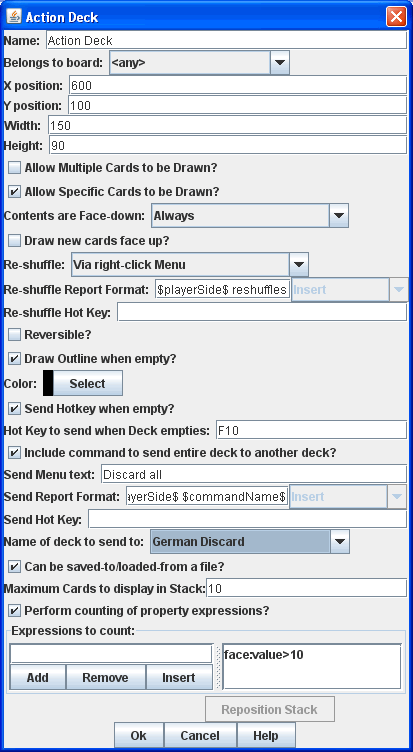 Action Deck
Name: Action Deck
Belongs to board: <any>
X position: 600
Y position: 100
Width: 150
Height: 90
Allow Multiple Cards to be Drawn?
Allow Specific Cards to be Drawn?
Contents are Face-down: Always
Draw new cards face up?
Re-shuffle: Via right-click Menu
Re-shuffle Report Format: $playerSide$ reshuffles Insert
Re-shuffle Hot Key:
Reversible?
Draw Outline when empty?
Color: Select
Send Hotkey when empty?
Hot Key to send when Deck empties: F10
Include command to send entire deck to another deck?
Send Menu text: Discard all
Send Report Format: ayerSide$ $commandName$ Insert
Send Hot Key:
Name of deck to send to: German Discard
Can be saved-to/loaded-from a file?
Maximum Cards to display in Stack: 10
Perform counting of property expressions?
Expressions to count:
face:value>10
Add Remove Insert
Reposition Stack
Ok Cancel Help